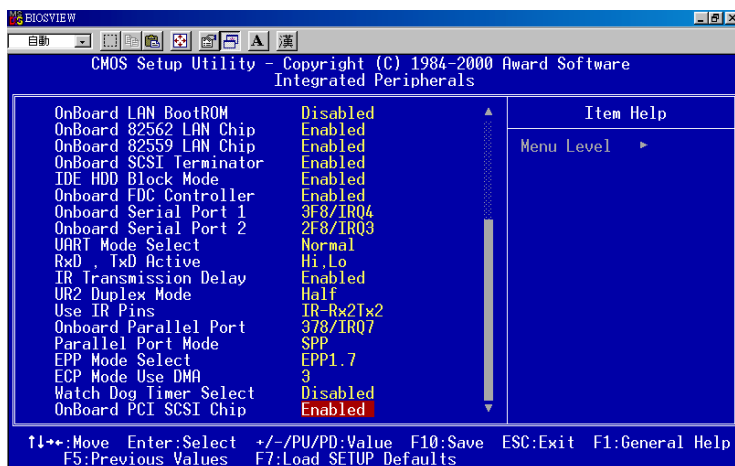 BIOSVIEW
自動
A 漢
CMOS Setup Utility - Copyright (C) 1984-2000 Award Software
Integrated Peripherals
OnBoard LAN BootROM Disabled
OnBoard 82562 LAN Chip Enabled
OnBoard 82559 LAN Chip Enabled
OnBoard SCSI Terminator Enabled
IDE HDD Block Mode Enabled
Onboard FDC Controller Enabled
Onboard Serial Port 1 3F8/IRQ4
Onboard Serial Port 2 2F8/IRQ3
UART Mode Select Normal
RxD , TxD Active Hi,Lo
IR Transmission Delay Enabled
UR2 Duplex Mode Half
Use IR Pins IR-Rx2Tx2
Onboard Parallel Port 378/IRQ7
Parallel Port Mode SPP
EPP Mode Select EPP1.7
ECP Mode Use DMA 3
Watch Dog Timer Select Disabled
OnBoard PCI SCSI Chip Enabled
Item Help
Menu Level ▸
↑↓→←:Move Enter:Select +/-/PU/PD:Value F10:Save ESC:Exit F1:General Help
F5:Previous Values F7:Load SETUP Defaults